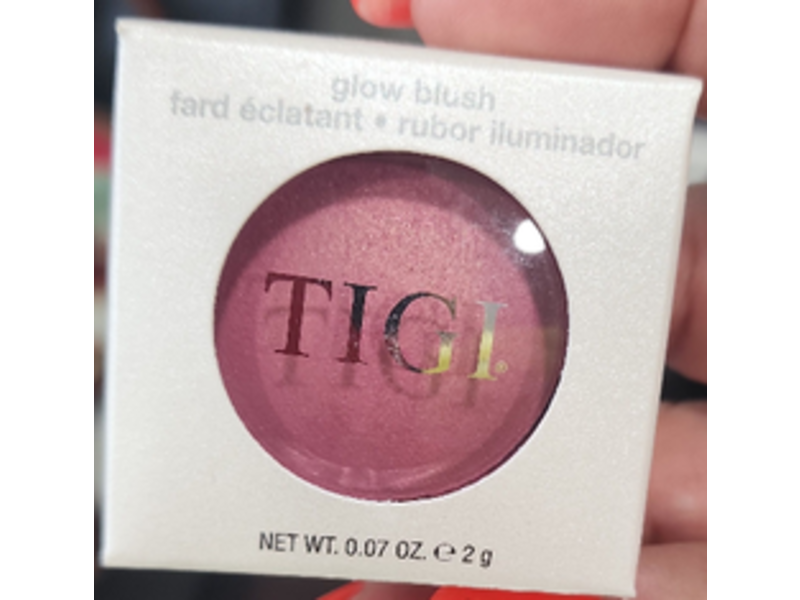 glow blush
fard éclatant • rubor iluminador
TIGI®
NET WT. 0.07 OZ. ℮ 2 g